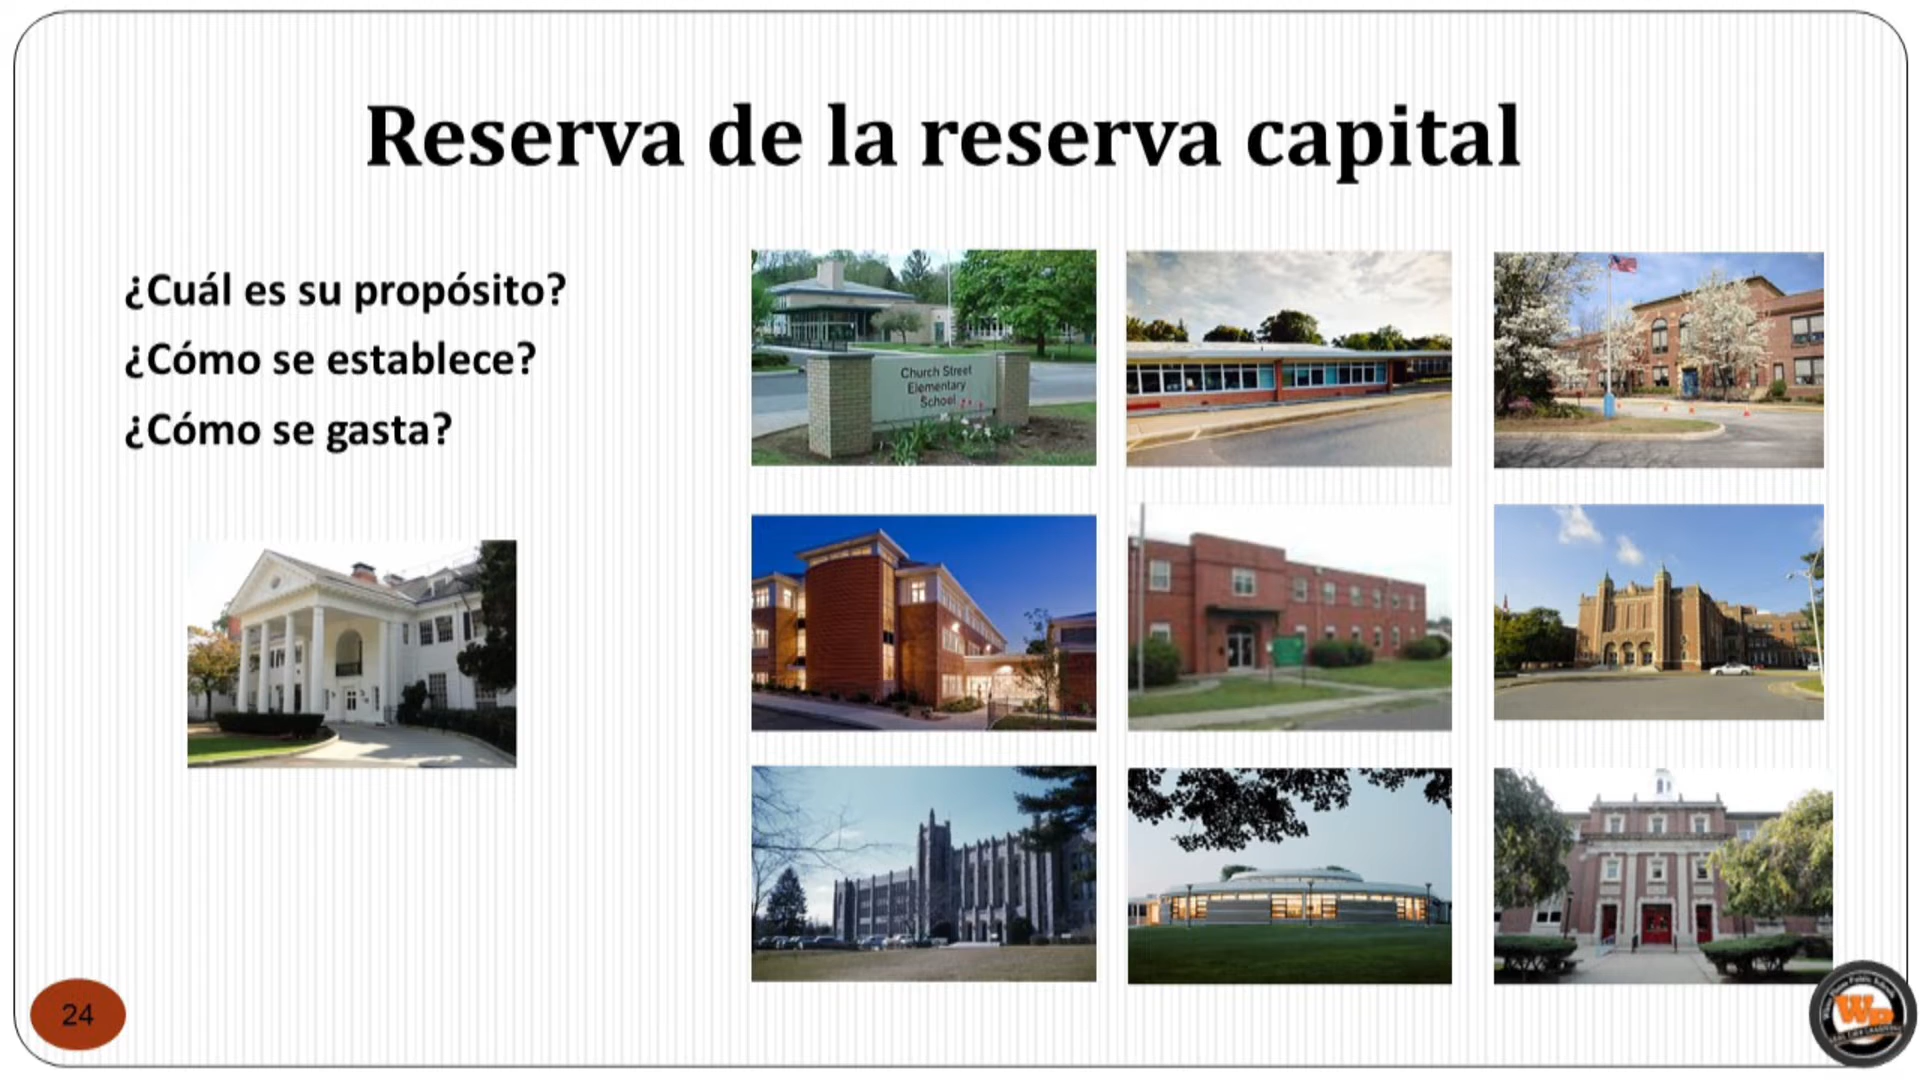 Reserva de la reserva capital
¿Cuál es su propósito?
¿Cómo se establece?
¿Cómo se gasta?
Church Street
Elementary
School
24